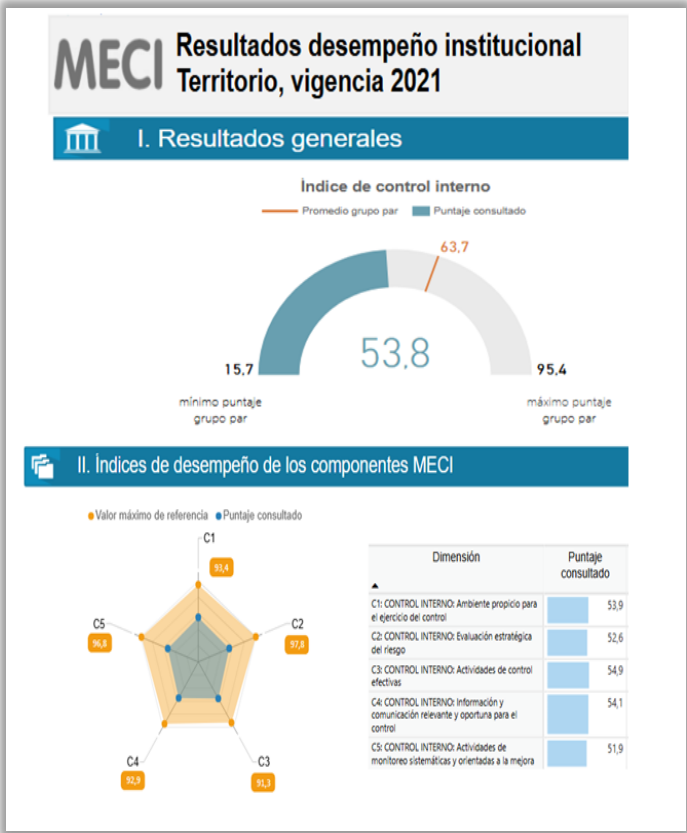 MECI
Resultados desempeño institucional
Territorio, vigencia 2021
I. Resultados generales
Índice de control interno
Promedio grupo par
Puntaje consultado
63,7
53,8
15,7
95,4
mínimo puntaje
grupo par
máximo puntaje
grupo par
II. Índices de desempeño de los componentes MECI
Valor máximo de referencia
Puntaje consultado
C1
93,4
C5
96,8
C2
97,8
C4
92,9
C3
91,3
Dimensión
Puntaje
consultado
C1: CONTROL INTERNO: Ambiente propicio para
el ejercicio del control
53,9
C2: CONTROL INTERNO: Evaluación estratégica
del riesgo
52,6
C3: CONTROL INTERNO: Actividades de control
efectivas
54,9
C4: CONTROL INTERNO: Información y
comunicación relevante y oportuna para el
control
54,1
C5: CONTROL INTERNO: Actividades de
monitoreo sistemáticas y orientadas a la mejora
51,9